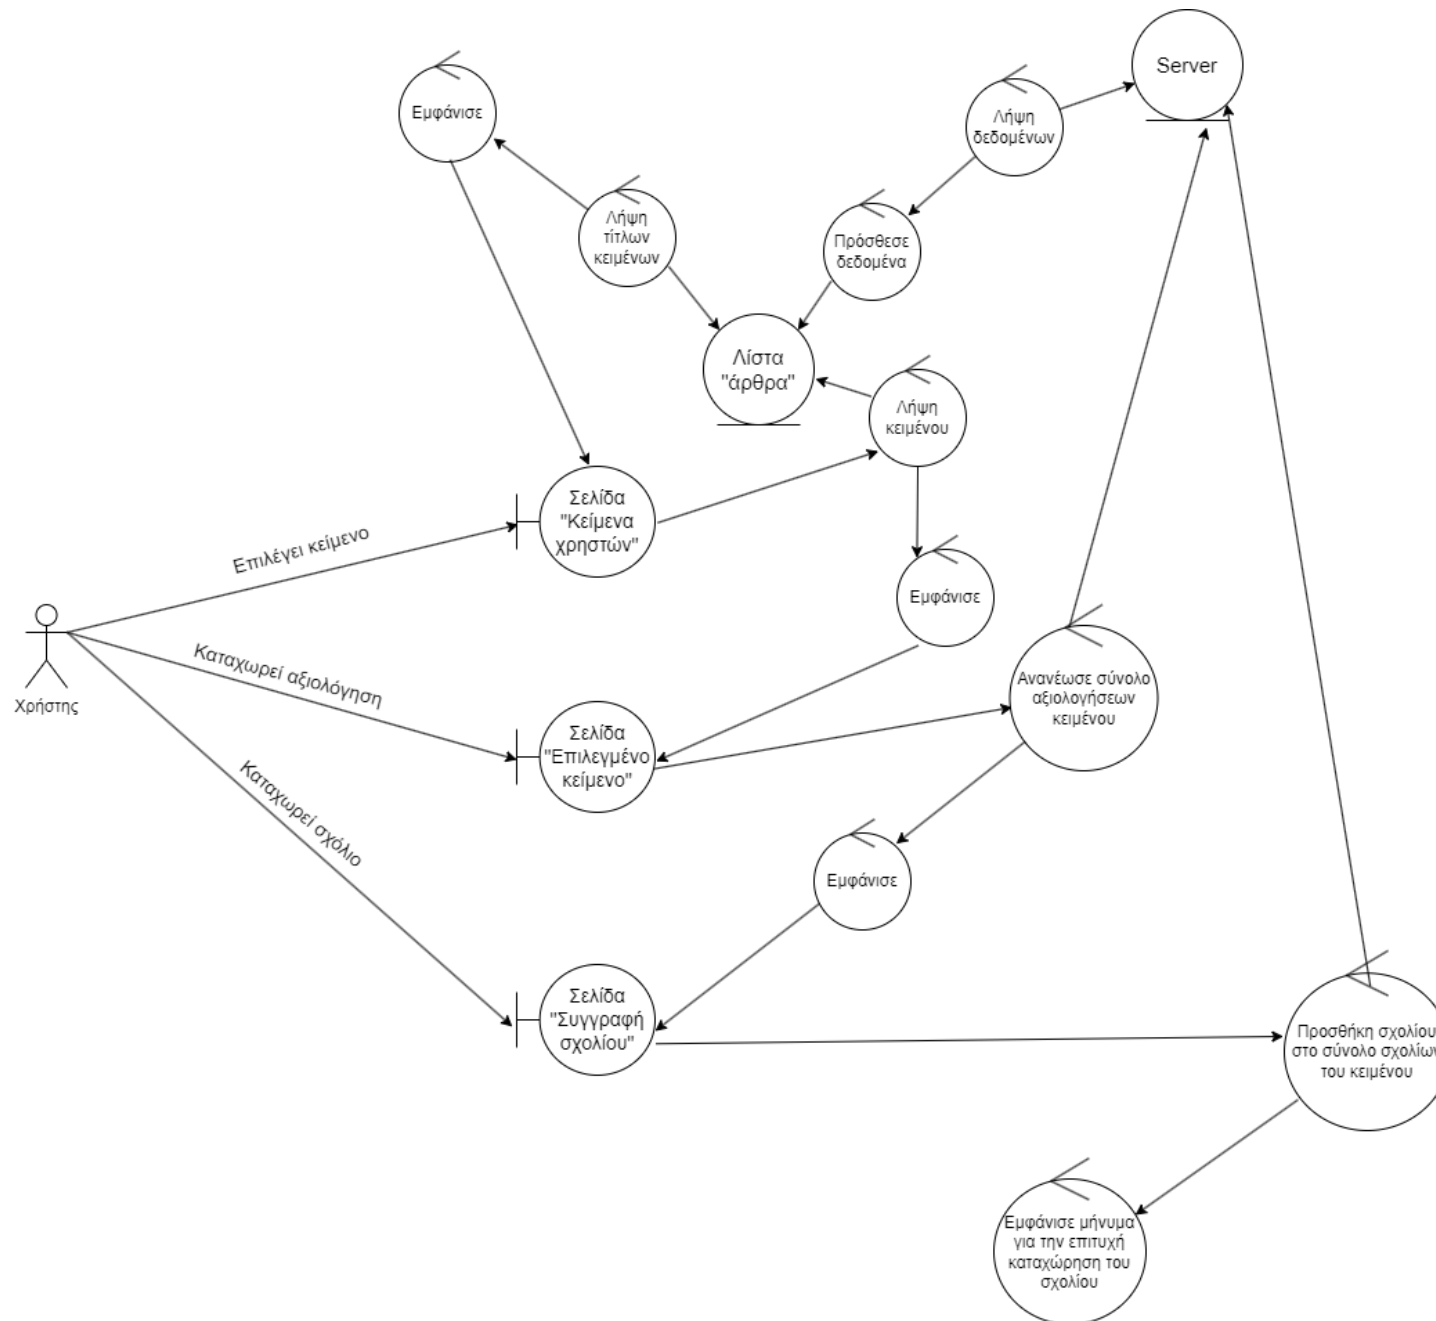 Server
Εμφάνισε
Λήψη
δεδομένων
Λήψη
τίτλων
κειμένων
Πρόσθεσε
δεδομένα
Λίστα
"άρθρα"
Λήψη
κειμένου
Σελίδα
"Κείμενα
χρηστών"
Επιλέγει κείμενο
Εμφάνισε
Καταχωρεί αξιολόγηση
Χρήστης
Ανανέωσε σύνολο
αξιολογήσεων
κειμένου
Σελίδα
"Επιλεγμένο
κείμενο"
Καταχωρεί σχόλιο
Εμφάνισε
Σελίδα
"Συγγραφή
σχολίου"
Προσθήκη σχολίου
στο σύνολο σχολίων
του κειμένου
Εμφάνισε μήνυμα
για την επιτυχή
καταχώρηση του
σχολίου